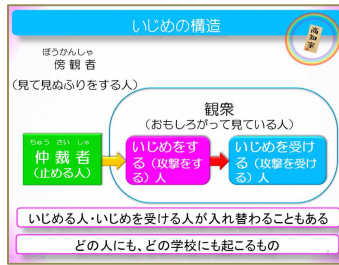 いじめの構造
高知家
ぼうかんしゃ
傍観者
(見て見ぬふりをする人)
観衆
(おもしろがって見ている人)
ちゅう さい しゃ
仲裁者
(止める人)
いじめをす
る(攻撃をす
る)人
いじめを受け
る(攻撃を受け
る)人
いじめる人・いじめを受ける人が入れ替わることもある
どの人にも、どの学校にも起こるもの